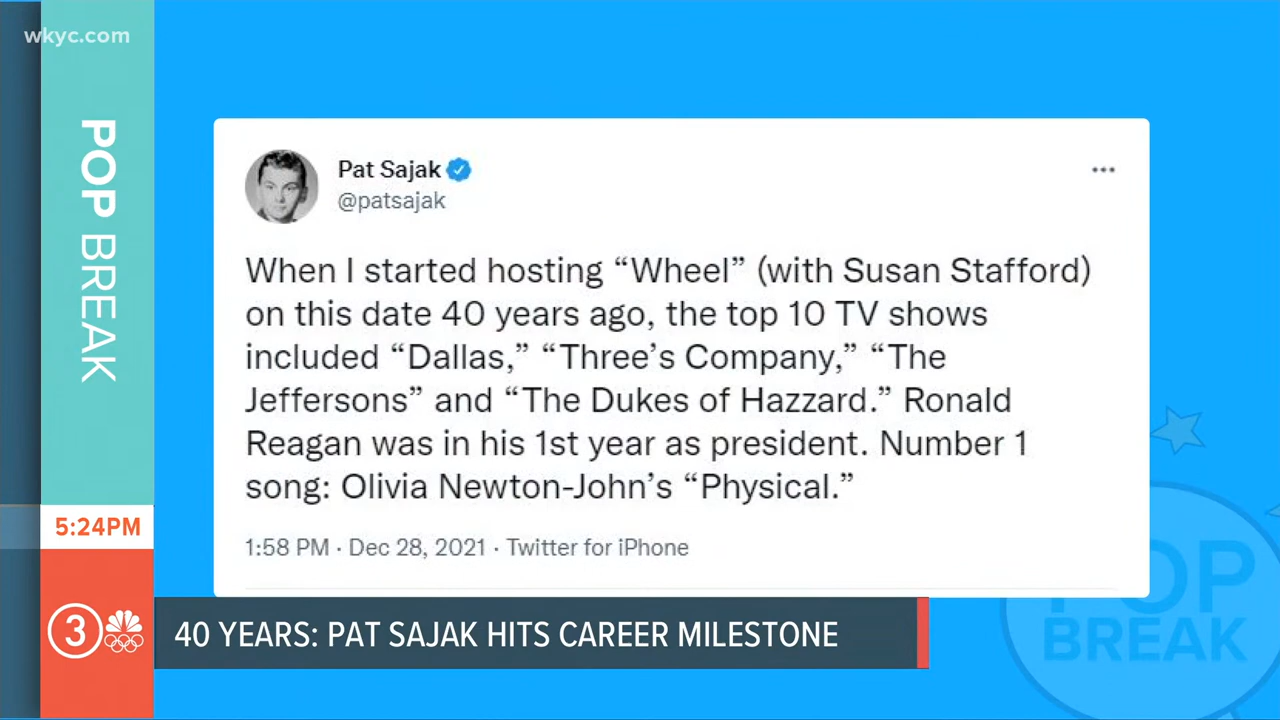 wkyc.com
POP BREAK
Pat Sajak
@patsajak
When I started hosting “Wheel” (with Susan Stafford)
on this date 40 years ago, the top 10 TV shows
included “Dallas,” “Three’s Company,” “The
Jeffersons” and “The Dukes of Hazzard.” Ronald
Reagan was in his 1st year as president. Number 1
song: Olivia Newton-John’s “Physical.”
1:58 PM · Dec 28, 2021 · Twitter for iPhone
5:24PM
3
40 YEARS: PAT SAJAK HITS CAREER MILESTONE
POP
BREAK